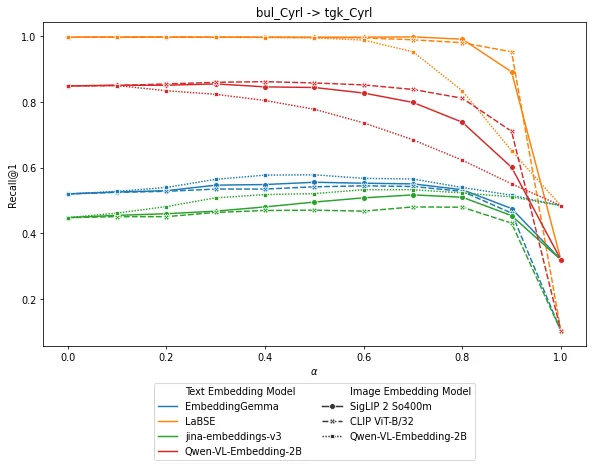 bul_Cyrl -> tgk_Cyrl
Recall@1
1.0
0.8
0.6
0.4
0.2
0.0 0.2 0.4 0.6 0.8 1.0
α
Text Embedding Model
EmbeddingGemma
LaBSE
jina-embeddings-v3
Qwen-VL-Embedding-2B
Image Embedding Model
SigLIP 2 So400m
CLIP ViT-B/32
Qwen-VL-Embedding-2B